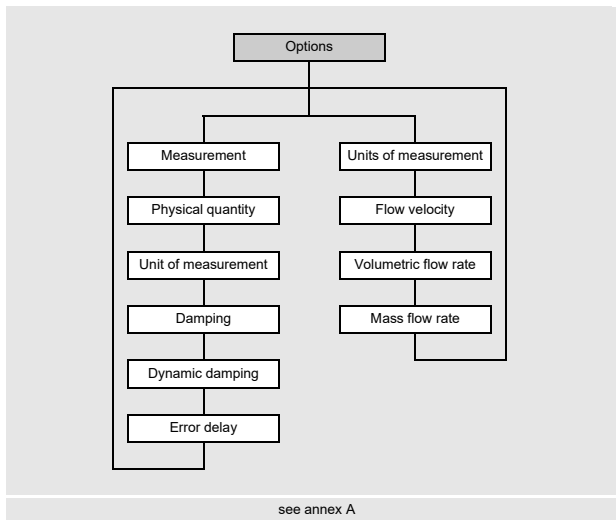 Options
Measurement
Physical quantity
Unit of measurement
Damping
Dynamic damping
Error delay
Units of measurement
Flow velocity
Volumetric flow rate
Mass flow rate
see annex A